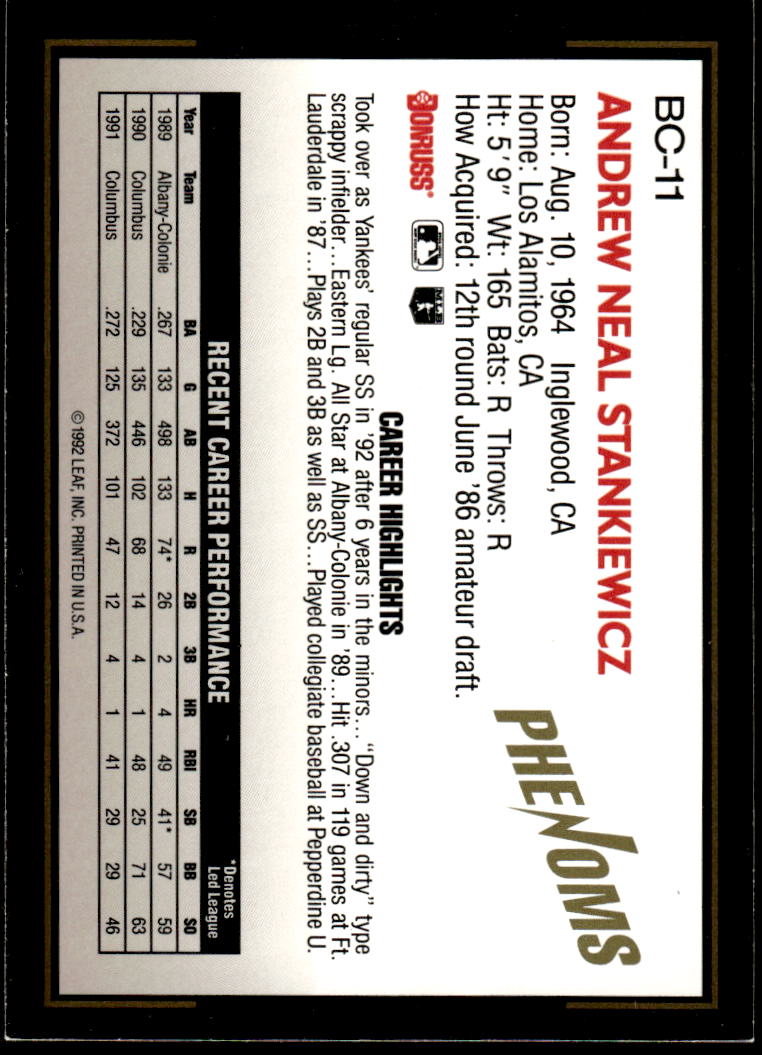 BC-11
ANDREW NEAL STANKIEWICZ
Born: Aug. 10, 1964 Inglewood, CA
Home: Los Alamitos, CA
Ht: 5'9" Wt: 165 Bats: R Throws: R
How Acquired: 12th round June '86 amateur draft.
PHENOMS
DONRUSS
CAREER HIGHLIGHTS
Took over as Yankees' regular SS in '92 after 6 years in the minors... "Down and dirty" type
scrappy infielder...Eastern Lg. All Star at Albany-Colonie in '89...Hit .307 in 119 games at Ft.
Lauderdale in '87...Plays 2B and 3B as well as SS...Played collegiate baseball at Pepperdine U.
RECENT CAREER PERFORMANCE
*Denotes
Led League
Year Team BA G AB H R 2B 3B HR RBI SB BB SO
1989 Albany-Colonie .267 133 498 133 74* 26 2 4 49 41* 57 59
1990 Columbus .229 135 446 102 68 14 4 1 48 25 71 63
1991 Columbus .272 125 372 101 47 12 4 1 41 29 29 46
©1992 LEAF, INC. PRINTED IN U.S.A.